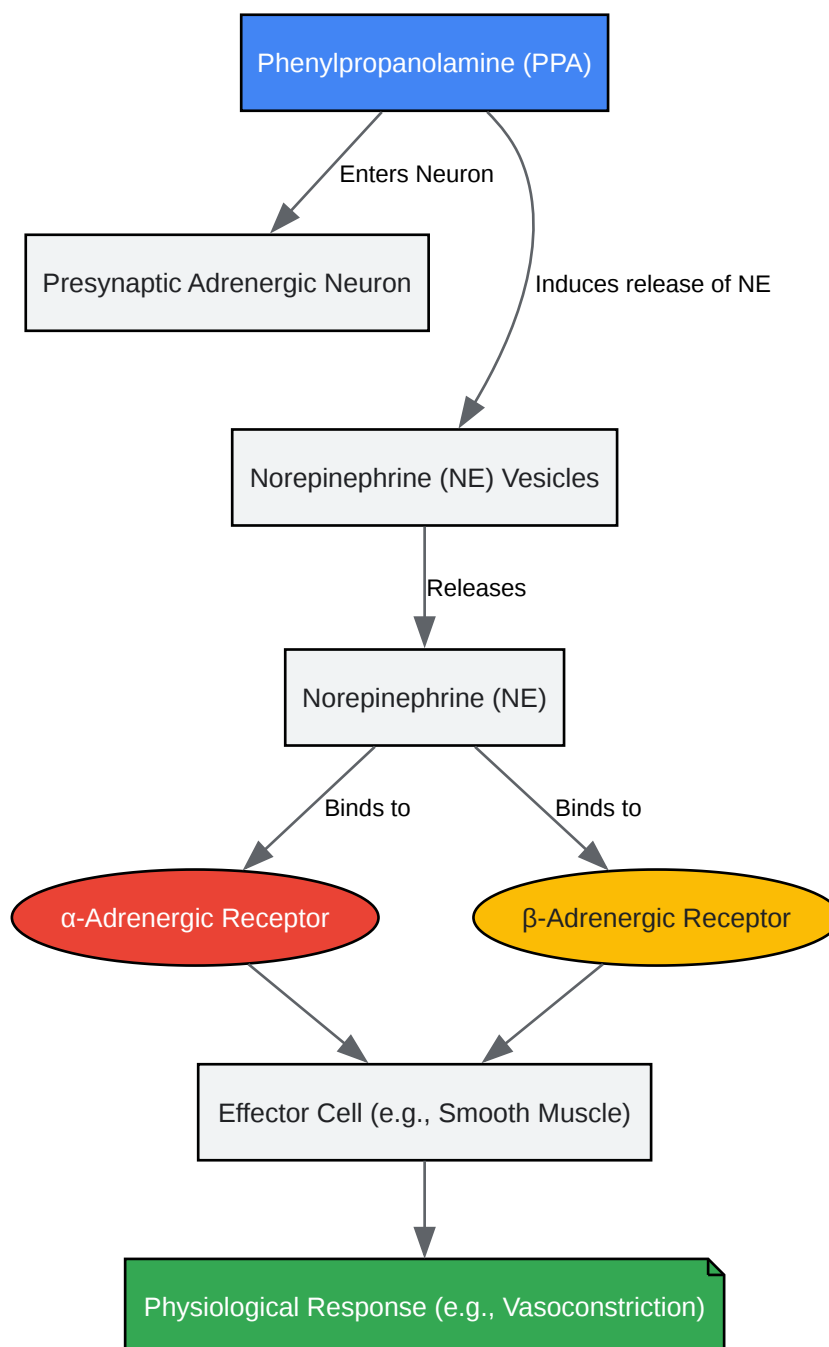 Phenylpropanolamine (PPA)
Enters Neuron
Presynaptic Adrenergic Neuron
Induces release of NE
Norepinephrine (NE) Vesicles
Releases
Norepinephrine (NE)
Binds to
Binds to
α-Adrenergic Receptor
β-Adrenergic Receptor
Effector Cell (e.g., Smooth Muscle)
Physiological Response (e.g., Vasoconstriction)